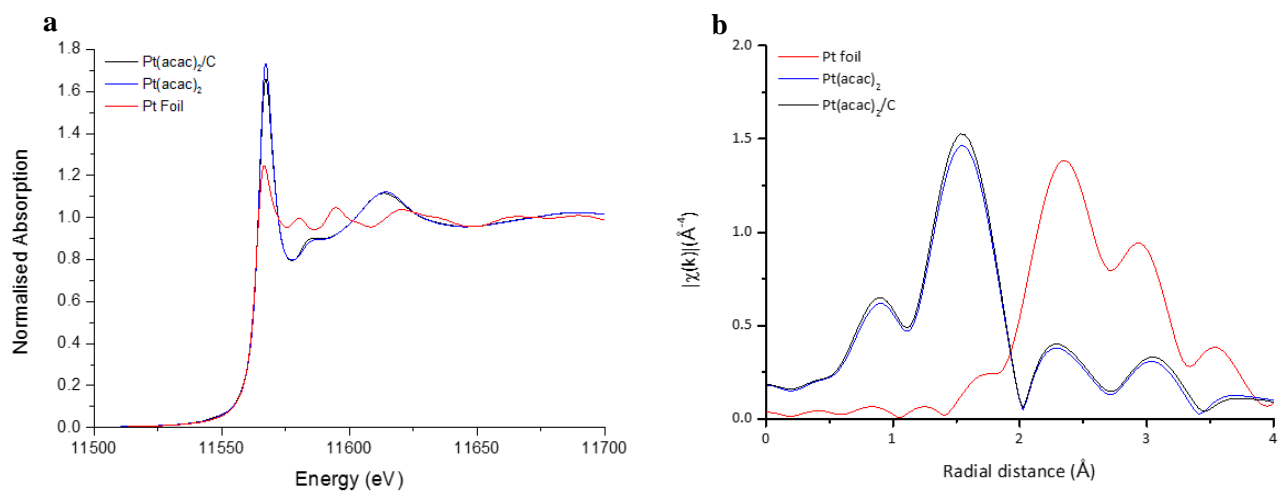 a
1.8
1.6
1.4
1.2
1.0
0.8
0.6
0.4
0.2
0.0
Normalised Absorption
Pt(acac)2/C
Pt(acac)2
Pt Foil
11500 11550 11600 11650 11700
Energy (eV)
b
2.0
1.5
1.0
0.5
0.0
|χ(k)|(Å⁻⁴)
Pt foil
Pt(acac)2
Pt(acac)2/C
0 1 2 3 4
Radial distance (Å)